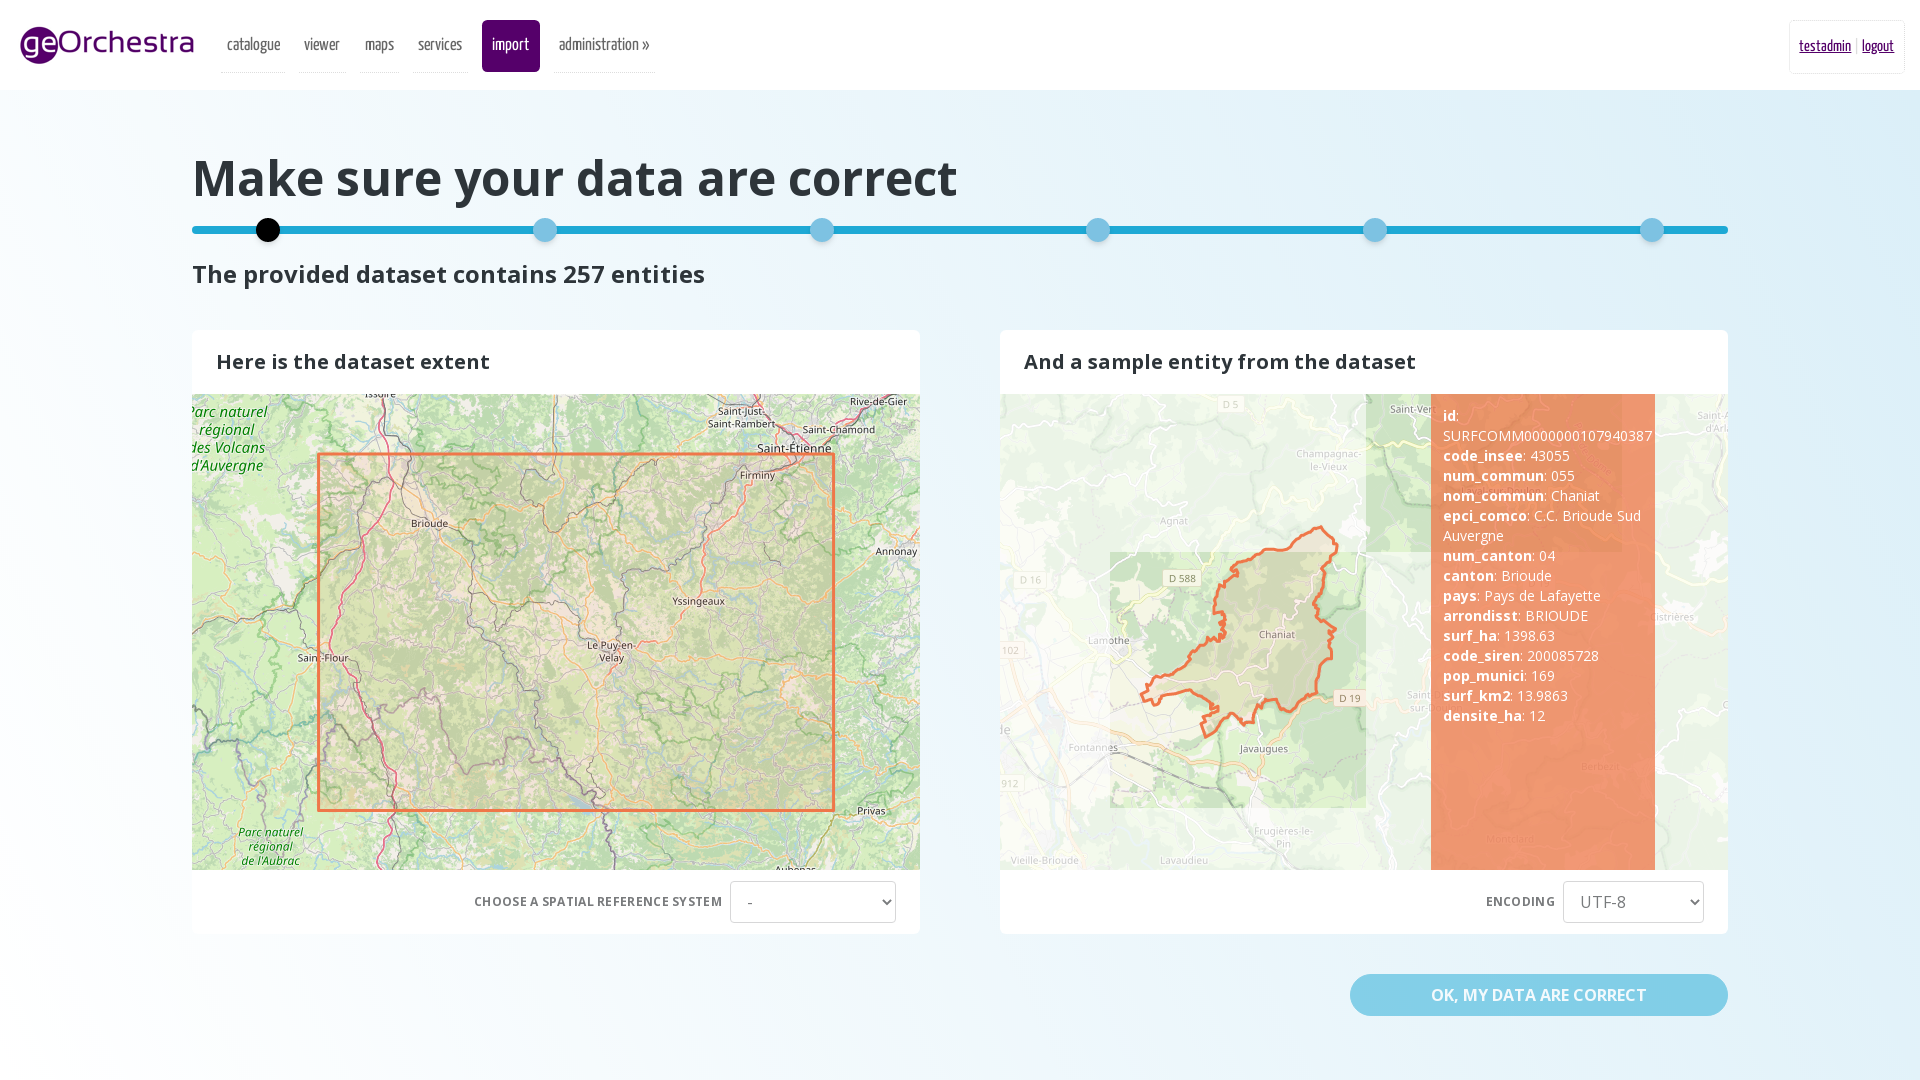 geOrchestra
catalogue
viewer
maps
services
import
administration »
testadmin | logout
Make sure your data are correct
The provided dataset contains 257 entities
Here is the dataset extent
Parc naturel
régional
des Volcans
d'Auvergne
Issoire
Saint-Just-
Saint-Rambert
Rive-de-Gier
Saint-Chamond
Saint-Étienne
Firminy
Brioude
Annonay
Yssingeaux
Le Puy-en-
Velay
Saint-Flour
Privas
Parc naturel
régional
de l'Aubrac
Aubenas
CHOOSE A SPATIAL REFERENCE SYSTEM
-
And a sample entity from the dataset
D 5
Saint-Vert
Champagnac-
le-Vieux
Agnat
D 16
D 588
Lamothe
Chaniat
102
D 19
Fontannes
Javaugues
912
Frugières-le-
Pin
Vieille-Brioude
Lavaudieu
id:
SURFCOMM0000000107940387
code_insee: 43055
num_commun: 055
nom_commun: Chaniat
epci_comco: C.C. Brioude Sud
Auvergne
num_canton: 04
canton: Brioude
pays: Pays de Lafayette
arrondisst: BRIOUDE
surf_ha: 1398.63
code_siren: 200085728
pop_munici: 169
surf_km2: 13.9863
densite_ha: 12
ENCODING
UTF-8
OK, MY DATA ARE CORRECT